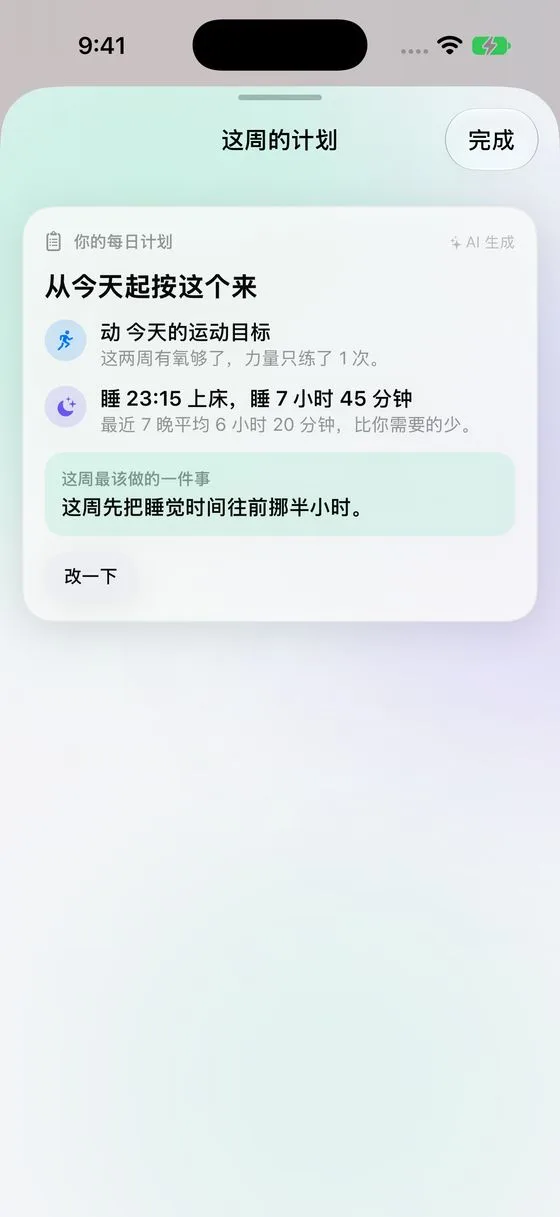 9:41
这周的计划
完成
你的每日计划
AI 生成
从今天起按这个来
动 今天的运动目标
这两周有氧够了，力量只练了 1 次。
睡 23:15 上床，睡 7 小时 45 分钟
最近 7 晚平均 6 小时 20 分钟，比你需要的少。
这周最该做的一件事
这周先把睡觉时间往前挪半小时。
改一下